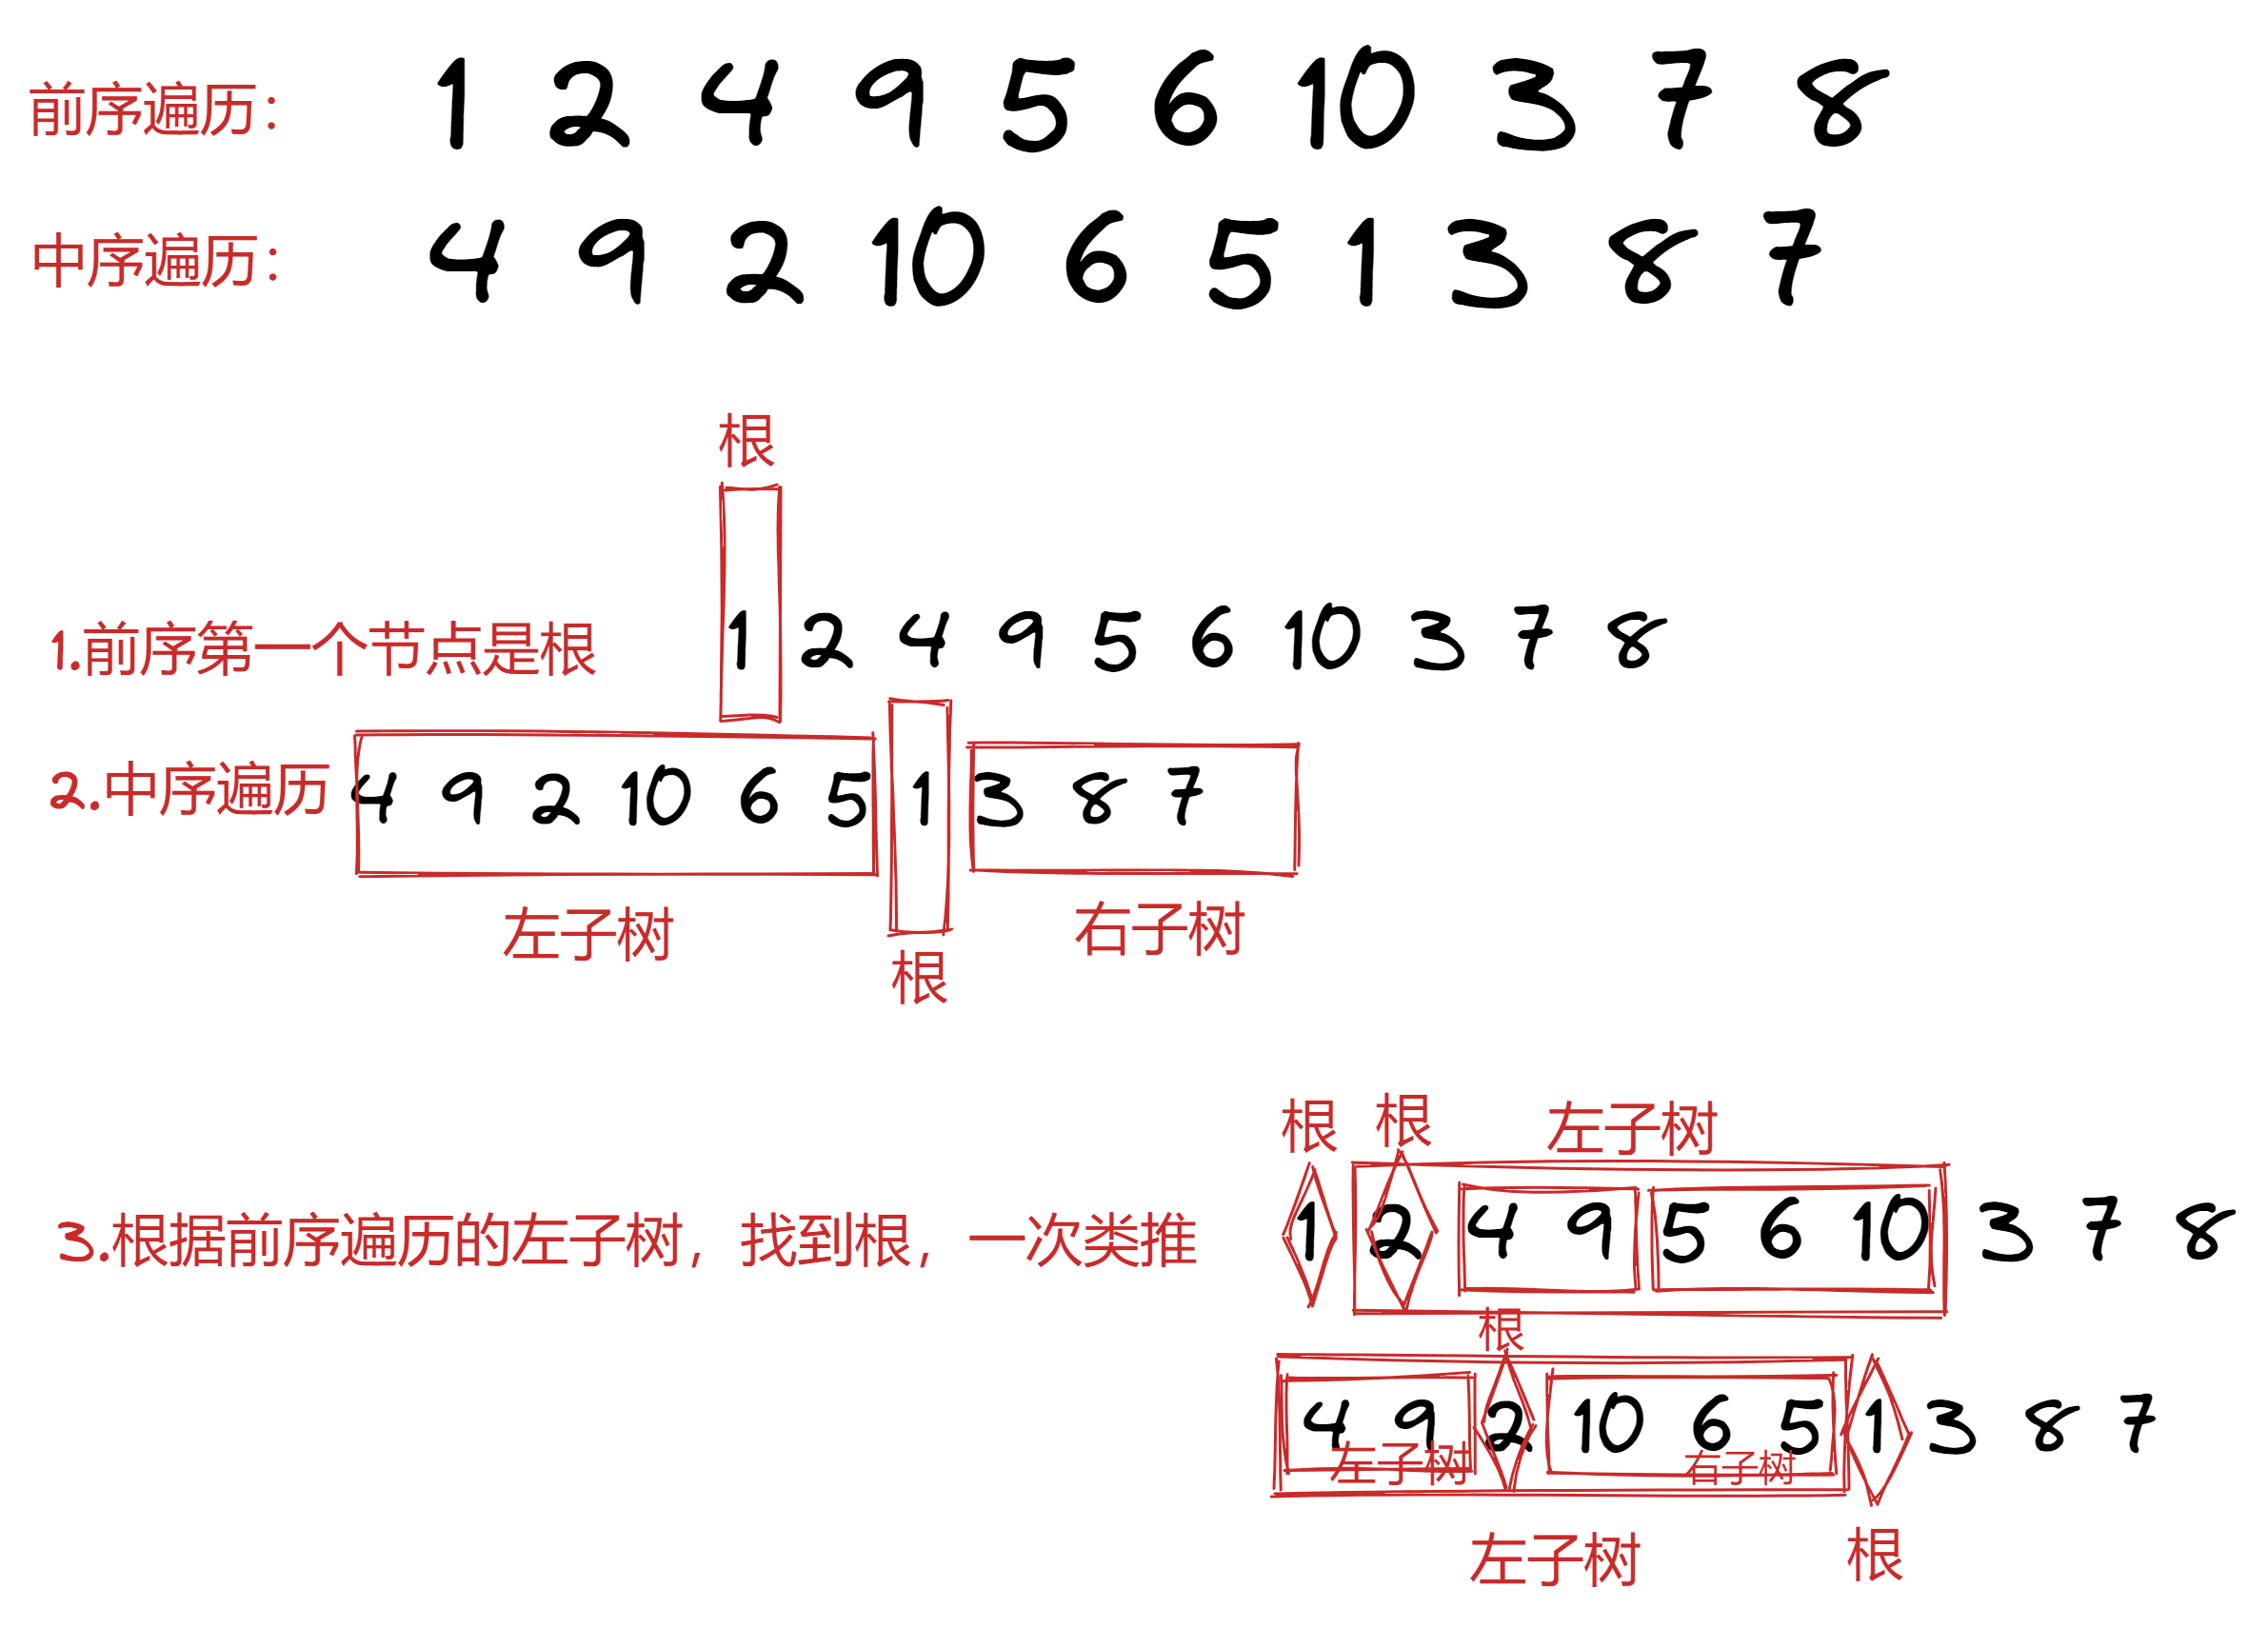 前序遍历： 1 2 4 9 5 6 10 3 7 8
中序遍历： 4 9 2 10 6 5 1 3 8 7
根
1.前序第一个节点是根 1 2 4 9 5 6 10 3 7 8
2.中序遍历 4 9 2 10 6 5 1 3 8 7
左子树 右子树
根
根 根 左子树
3.根据前序遍历的左子树，找到根，一次类推 1 2 4 9 5 6 10 3 7 8
根
4 9 2 10 6 5 1 3 8 7
左子树 右子树
左子树 根